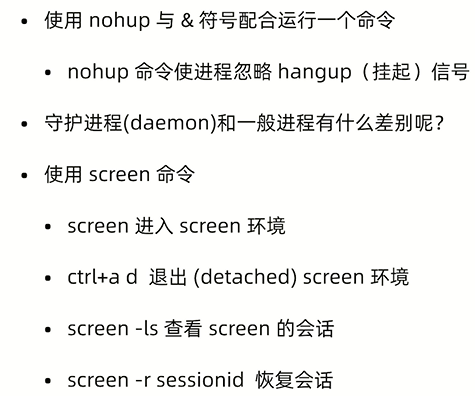 • 使用 nohup 与 & 符号配合运行一个命令
• nohup 命令使进程忽略 hangup（挂起）信号
• 守护进程(daemon)和一般进程有什么差别呢?
• 使用 screen 命令
• screen 进入 screen 环境
• ctrl+a d 退出 (detached) screen 环境
• screen -ls 查看 screen 的会话
• screen -r sessionid 恢复会话